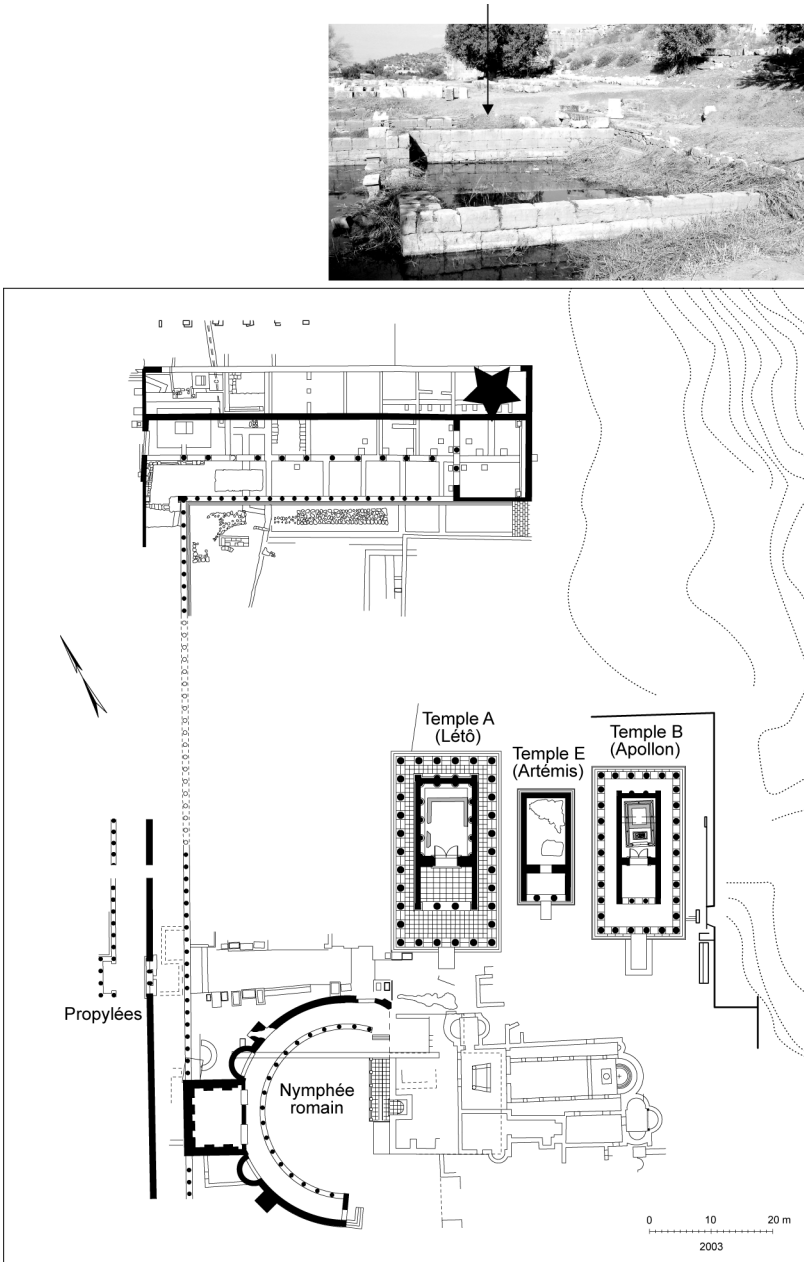 Temple A
(Létô)
Temple E
(Artémis)
Temple B
(Apollon)
Propylées
Nymphée
romain
0 10 20 m
2003